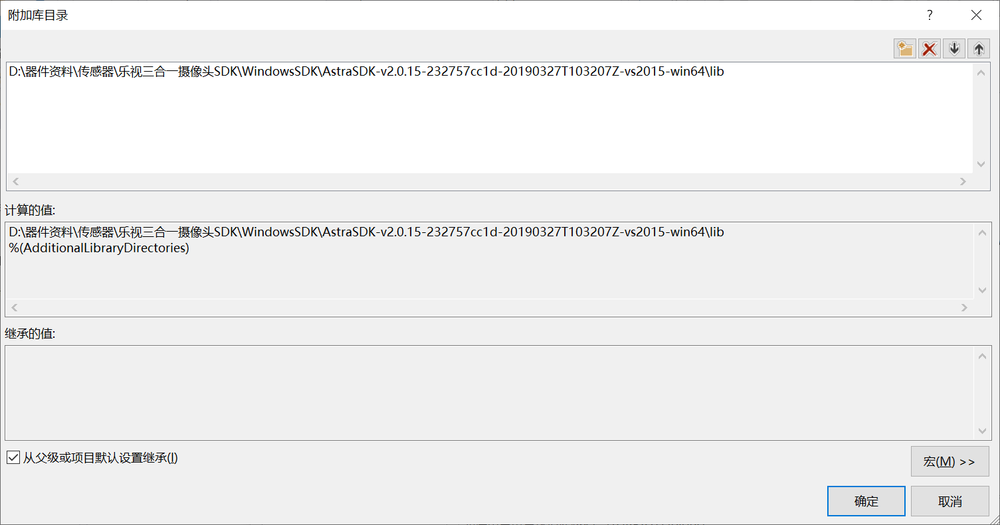 附加库目录
?
D:\器件资料\传感器\乐视三合一摄像头SDK\WindowsSDK\AstraSDK-v2.0.15-232757cc1d-20190327T103207Z-vs2015-win64\lib
计算的值:
D:\器件资料\传感器\乐视三合一摄像头SDK\WindowsSDK\AstraSDK-v2.0.15-232757cc1d-20190327T103207Z-vs2015-win64\lib
%(AdditionalLibraryDirectories)
继承的值:
从父级或项目默认设置继承(I)
宏(M) >>
确定
取消